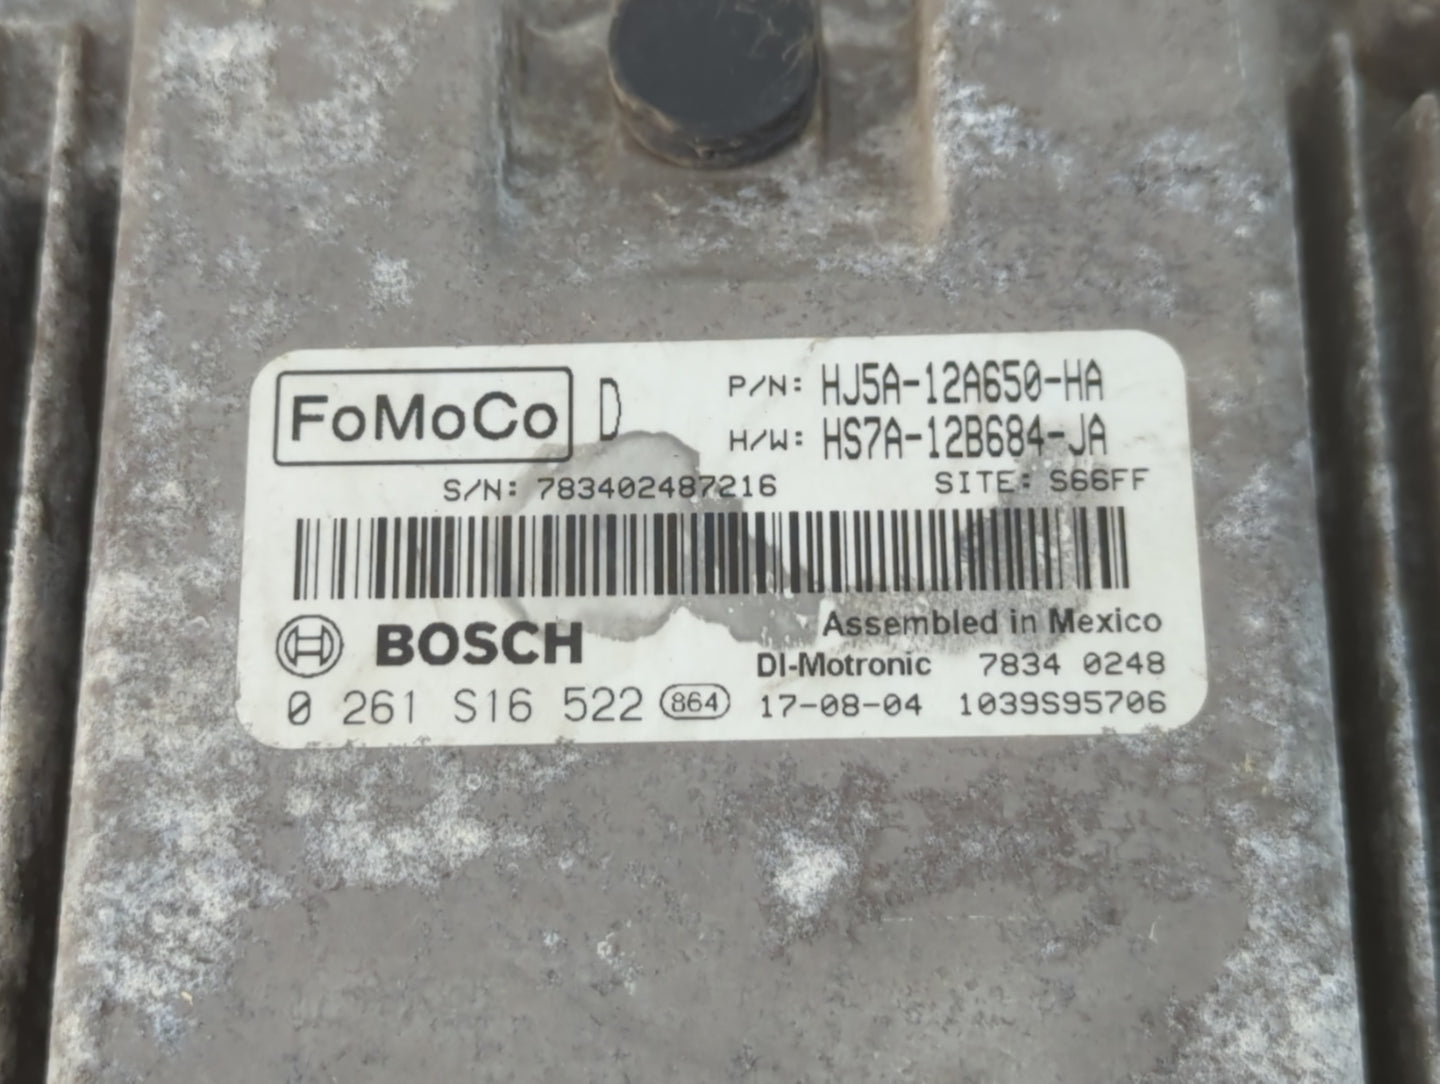 FoMoCo D P/N: HJ5A-12A650-HA
H/W: HS7A-12B684-JA
S/N: 783402487216 SITE: S66FF
BOSCH Assembled in Mexico
DI-Motronic 7834 0248
0 261 S16 522 864 17-08-04 1039S95706